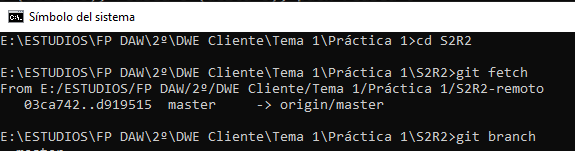 Símbolo del sistema
E:\ESTUDIOS\FP DAW\2º\DWE Cliente\Tema 1\Práctica 1>cd S2R2
E:\ESTUDIOS\FP DAW\2º\DWE Cliente\Tema 1\Práctica 1\S2R2>git fetch
From E:/ESTUDIOS/FP DAW/2º/DWE Cliente/Tema 1/Práctica 1/S2R2-remoto
   03ca742..d919515  master     -> origin/master
E:\ESTUDIOS\FP DAW\2º\DWE Cliente\Tema 1\Práctica 1\S2R2>git branch